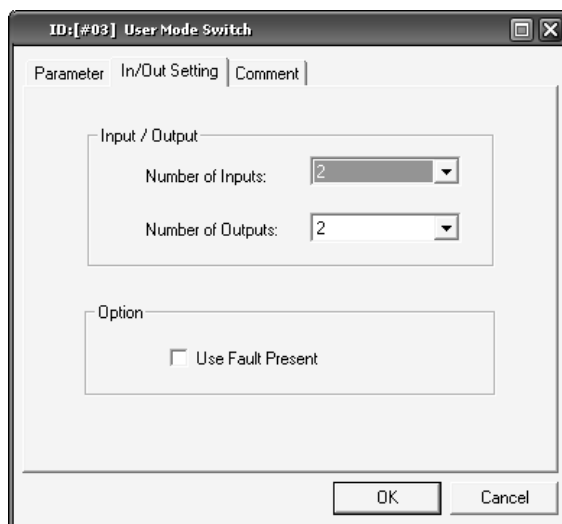 ID:[#03] User Mode Switch
Parameter In/Out Setting Comment
Input / Output
Number of Inputs: 2
Number of Outputs: 2
Option
Use Fault Present
OK Cancel